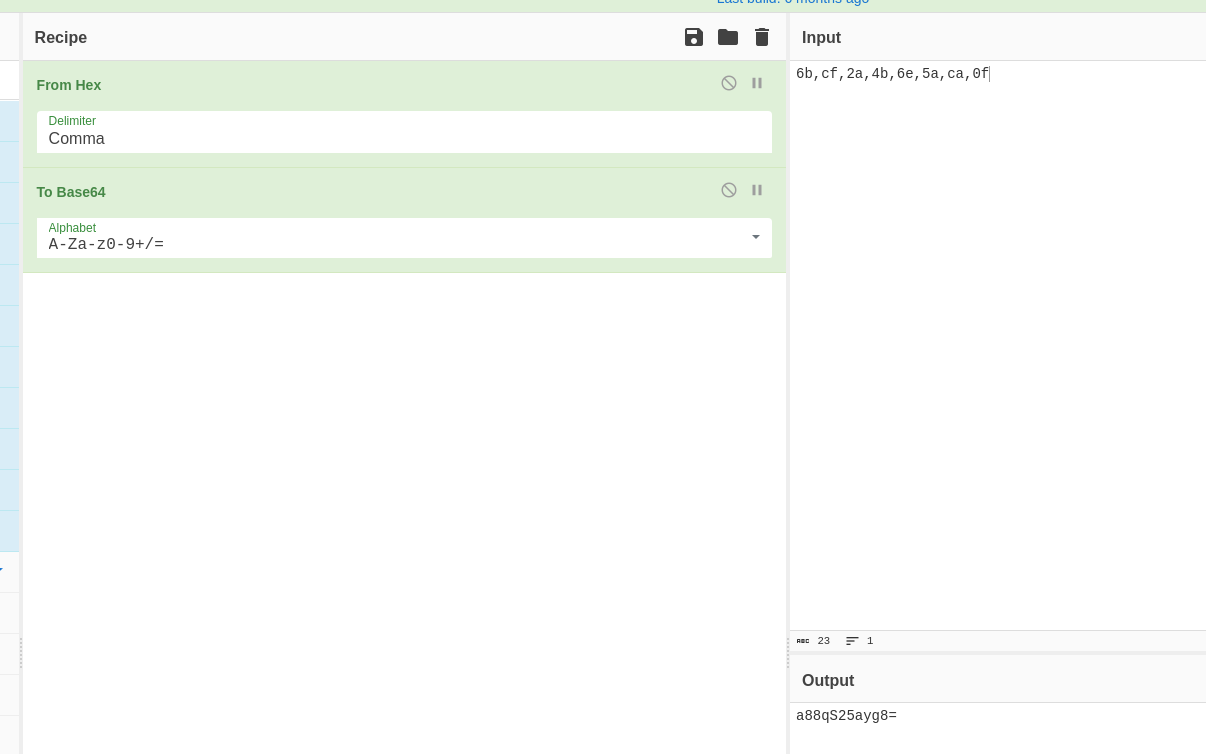 Last build: 6 months ago
Recipe
From Hex
Delimiter
Comma
To Base64
Alphabet
A-Za-z0-9+/=
Input
6b,cf,2a,4b,6e,5a,ca,0f
ABC 23 1
Output
a88qS25ayg8=